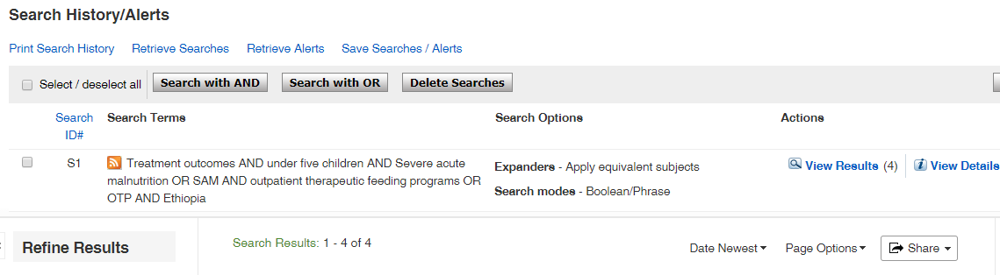 Search History/Alerts
Print Search History Retrieve Searches Retrieve Alerts Save Searches / Alerts
Select / deselect all Search with AND Search with OR Delete Searches
Search ID# Search Terms Search Options Actions
S1 Treatment outcomes AND under five children AND Severe acute
malnutrition OR SAM AND outpatient therapeutic feeding programs OR
OTP AND Ethiopia
Expanders - Apply equivalent subjects
Search modes - Boolean/Phrase
View Results (4) View Details
Refine Results Search Results: 1 - 4 of 4 Date Newest Page Options Share